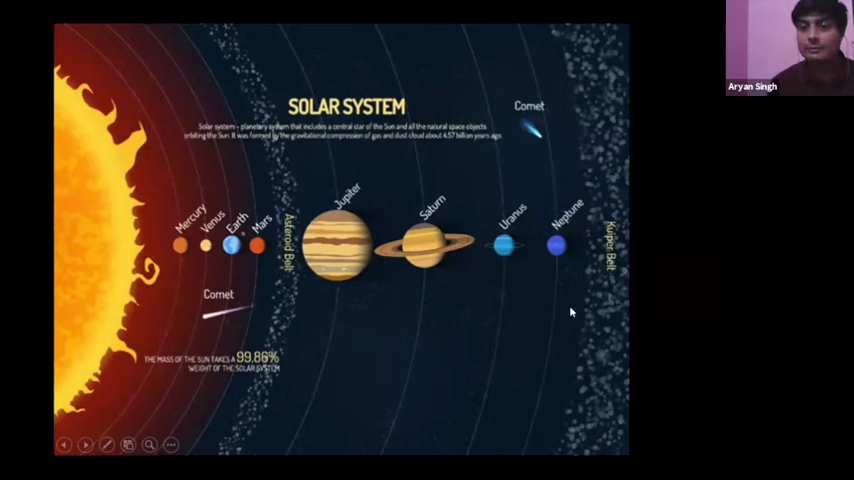 Aryan Singh
SOLAR SYSTEM
Solar system - planetary system that includes a central star of the Sun and all the natural space objects
orbiting the Sun. It was formed by the gravitational compression of gas and dust cloud about 4.57 billion years ago.
Comet
Mercury
Venus
Earth
Mars
Asteroid Belt
Jupiter
Saturn
Uranus
Neptune
Kuiper Belt
Comet
THE MASS OF THE SUN TAKES A 99.86%
WEIGHT OF THE SOLAR SYSTEM